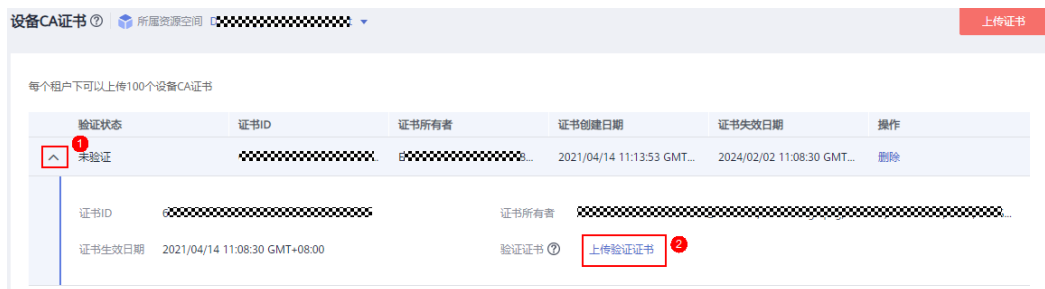 设备CA证书 所属资源空间 上传证书
每个租户下可以上传100个设备CA证书
验证状态 证书ID 证书所有者 证书创建日期 证书失效日期 操作
1
未验证 ... 2021/04/14 11:13:53 GMT... 2024/02/02 11:08:30 GMT... 删除
证书ID 证书所有者 ...
证书生效日期 2021/04/14 11:08:30 GMT+08:00 验证证书 上传验证证书 2